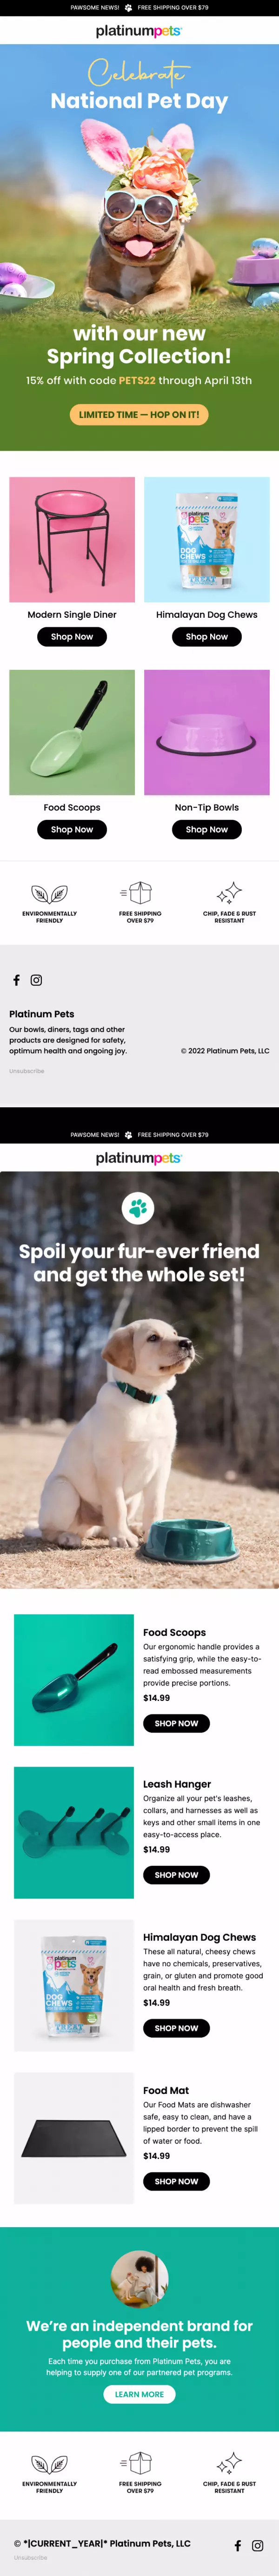 PAWSOME NEWS! FREE SHIPPING OVER $79
platinumpets
Celebrate
National Pet Day
with our new
Spring Collection!
15% off with code PETS22 through April 13th
LIMITED TIME — HOP ON IT!
platinum
pets
DOG
CHEWS
Modern Single Diner
Himalayan Dog Chews
Shop Now
Shop Now
Food Scoops
Non-Tip Bowls
Shop Now
Shop Now
ENVIRONMENTALLY
FRIENDLY
FREE SHIPPING
OVER $79
CHIP, FADE & RUST
RESISTANT
Platinum Pets
Our bowls, diners, tags and other
products are designed for safety,
optimum health and ongoing joy.
© 2022 Platinum Pets, LLC
Unsubscribe
PAWSOME NEWS! FREE SHIPPING OVER $79
platinumpets
Spoil your fur-ever friend
and get the whole set!
Food Scoops
Our ergonomic handle provides a
satisfying grip, while the easy-to-
read embossed measurements
provide precise portions.
$14.99
SHOP NOW
Leash Hanger
Organize all your pet's leashes,
collars, and harnesses as well as
keys and other small items in one
easy-to-access place.
$14.99
SHOP NOW
platinum
pets
DOG
CHEWS
Himalayan Dog Chews
These all natural, cheesy chews
have no chemicals, preservatives,
grain, or gluten and promote good
oral health and fresh breath.
$14.99
SHOP NOW
Food Mat
Our Food Mats are dishwasher
safe, easy to clean, and have a
lipped border to prevent the spill
of water or food.
$14.99
SHOP NOW
We're an independent brand for
people and their pets.
Each time you purchase from Platinum Pets, you are
helping to supply one of our partnered pet programs.
LEARN MORE
ENVIRONMENTALLY
FRIENDLY
FREE SHIPPING
OVER $79
CHIP, FADE & RUST
RESISTANT
© *|CURRENT_YEAR|* Platinum Pets, LLC
Unsubscribe